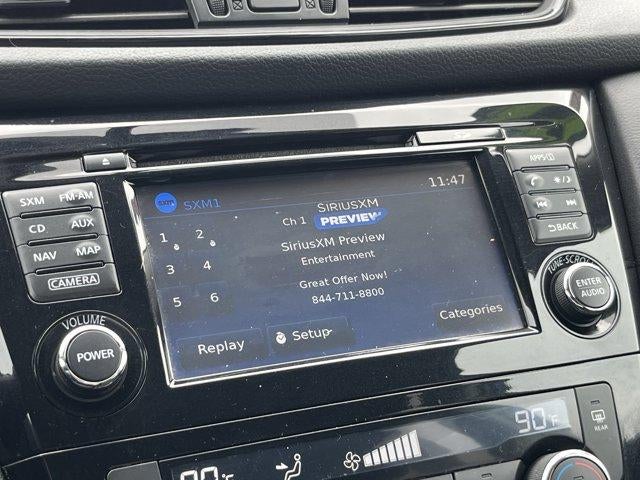 SXM FM·AM
CD AUX
NAV MAP
CAMERA
VOLUME
POWER
sxm SXM1
11:47
SIRIUSXM
Ch 1 PREVIEW
SiriusXM Preview
Entertainment
Great Offer Now!
844-711-8800
1 2
3 4
5 6
Replay
Setup
Categories
APPS
BACK
TUNE·SCROLL
ENTER
AUDIO
90°F
REAR
90°F